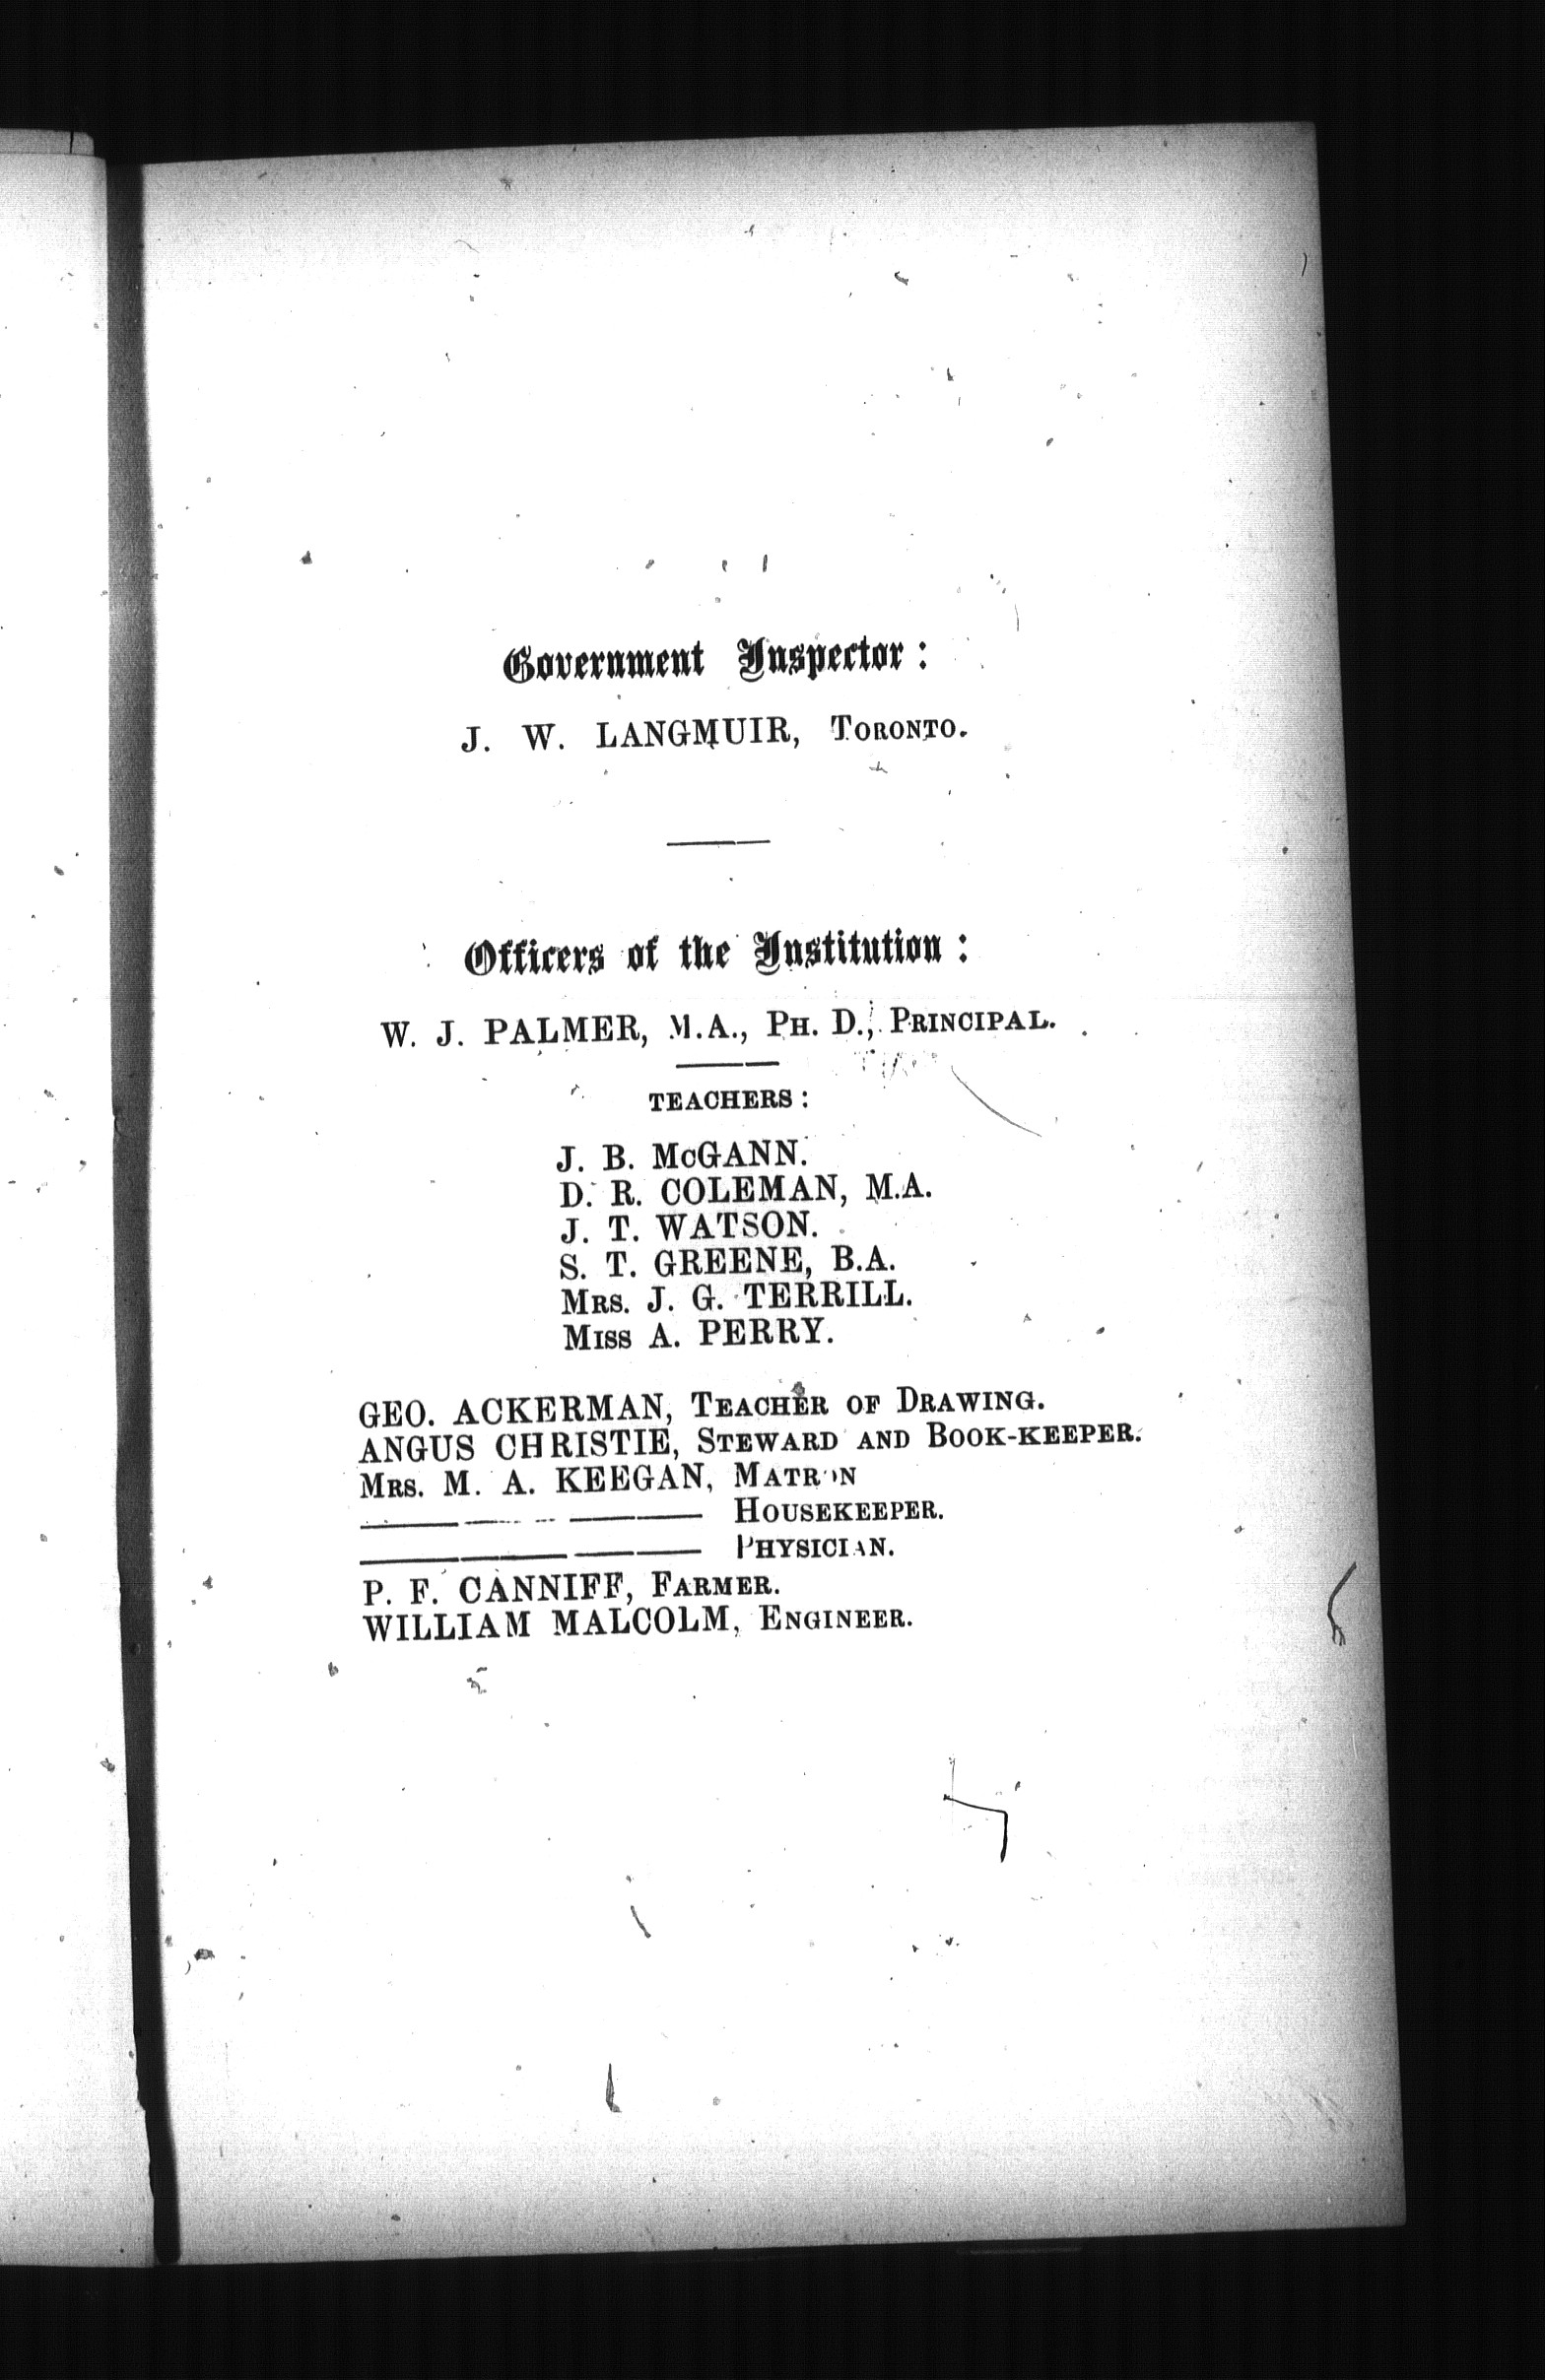 Government Inspector:
J. W. LANGMUIR, TORONTO.
Officers of the Institution:
W. J. PALMER, M.A., PH. D., PRINCIPAL.
TEACHERS:
J. B. McGANN.
D. R. COLEMAN, M.A.
J. T. WATSON.
S. T. GREENE, B.A.
MRS. J. G. TERRILL.
MISS A. PERRY.
GEO. ACKERMAN, TEACHER OF DRAWING.
ANGUS CHRISTIE, STEWARD AND BOOK-KEEPER.
MRS. M. A. KEEGAN, MATRON
HOUSEKEEPER.
PHYSICIAN.
P. F. CANNIFF, FARMER.
WILLIAM MALCOLM, ENGINEER.